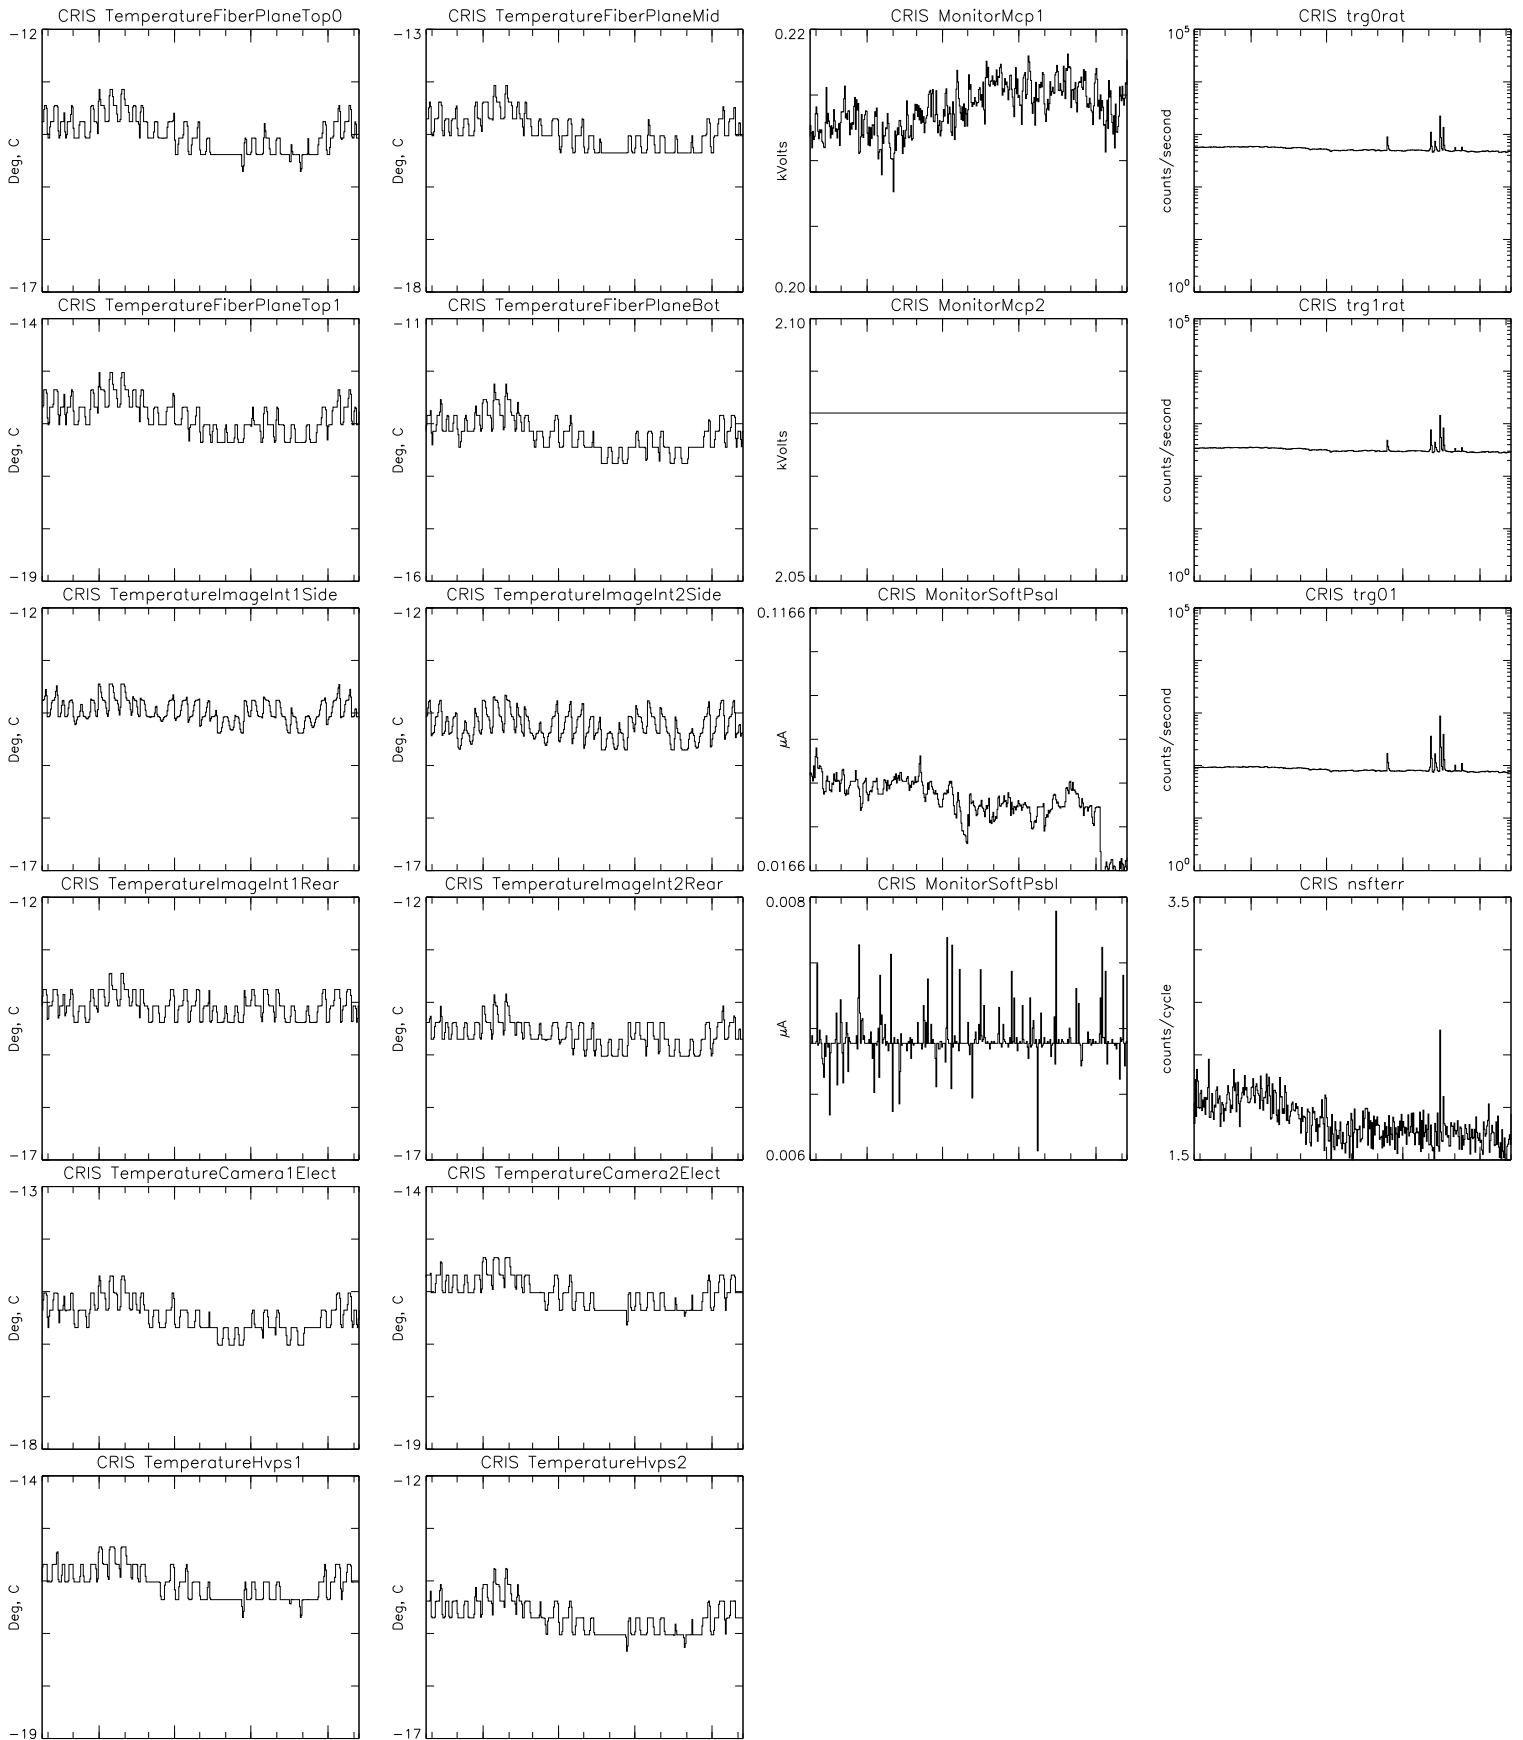 CRIS TemperatureFiberPlaneTop0
-12
Deg, C
-17
CRIS TemperatureFiberPlaneMid
-13
Deg, C
-18
CRIS MonitorMcp1
0.22
kVolts
0.20
CRIS trg0rat
10^5
counts/second
10^0
CRIS TemperatureFiberPlaneTop1
-14
Deg, C
-19
CRIS TemperatureFiberPlaneBot
-11
Deg, C
-16
CRIS MonitorMcp2
2.10
kVolts
2.05
CRIS trg1rat
10^5
counts/second
10^0
CRIS TemperatureImageInt1Side
-12
Deg, C
-17
CRIS TemperatureImageInt2Side
-12
Deg, C
-17
CRIS MonitorSoftPsaI
0.1166
μA
0.0166
CRIS trg01
10^5
counts/second
10^0
CRIS TemperatureImageInt1Rear
-12
Deg, C
-17
CRIS TemperatureImageInt2Rear
-12
Deg, C
-17
CRIS MonitorSoftPsbI
0.008
μA
0.006
CRIS nsfterr
3.5
counts/cycle
1.5
CRIS TemperatureCamera1Elect
-13
Deg, C
-18
CRIS TemperatureCamera2Elect
-14
Deg, C
-19
CRIS TemperatureHvps1
-14
Deg, C
-19
CRIS TemperatureHvps2
-12
Deg, C
-17